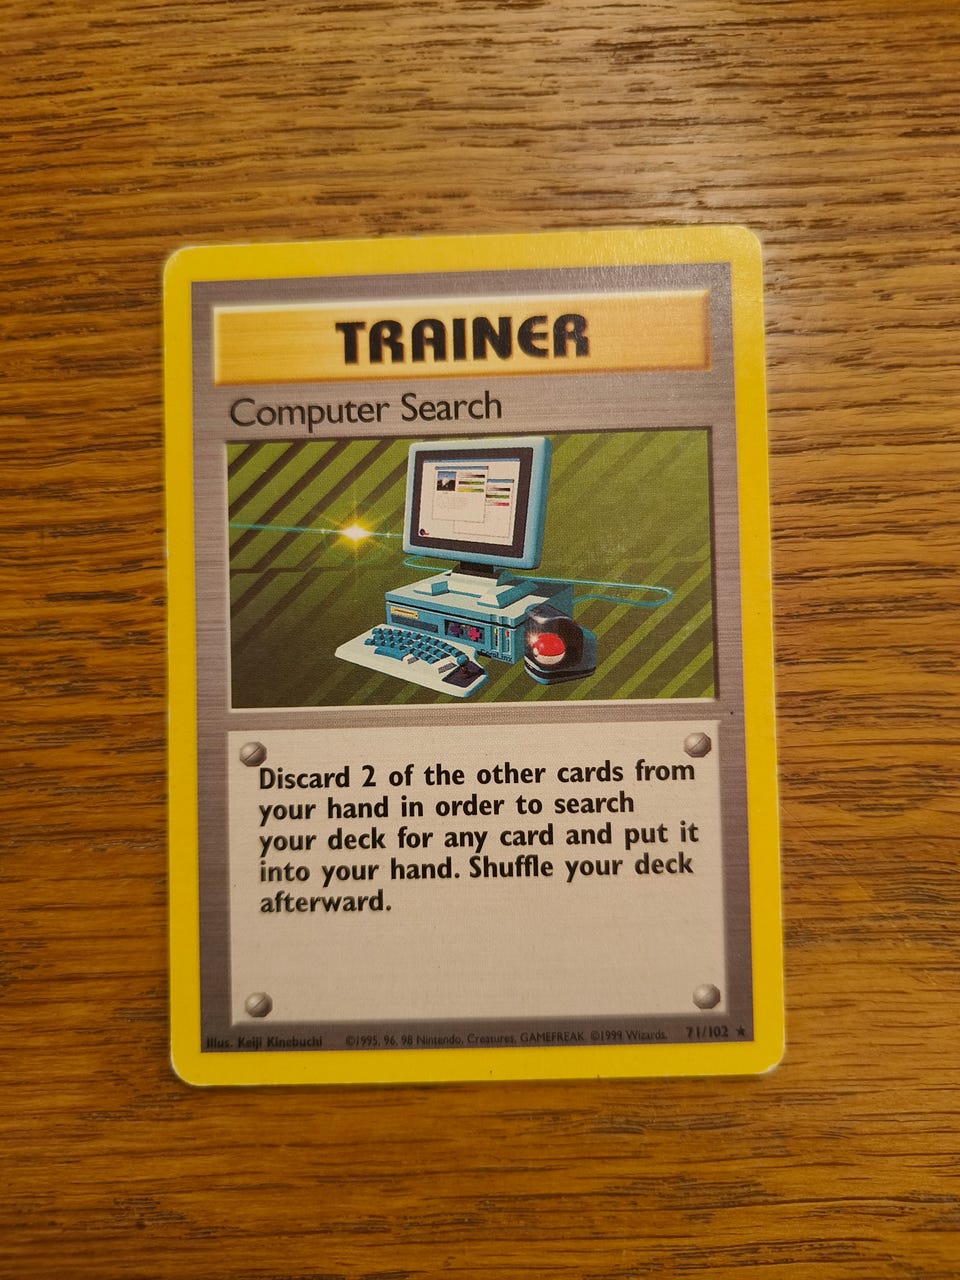 TRAINER
Computer Search
Discard 2 of the other cards from
your hand in order to search
your deck for any card and put it
into your hand. Shuffle your deck
afterward.
Illus. Keiji Kinebuchi ©1995, 96, 98 Nintendo, Creatures, GAMEFREAK. ©1999 Wizards. 71/102 ★